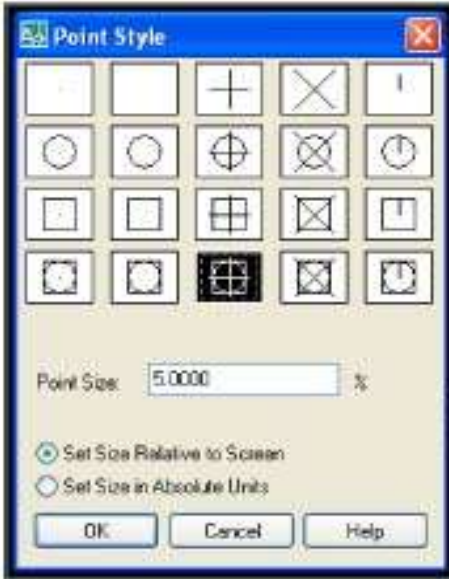 Point Style
Point Size: 5.0000 %
Set Size Relative to Screen
Set Size in Absolute Units
OK Cancel Help